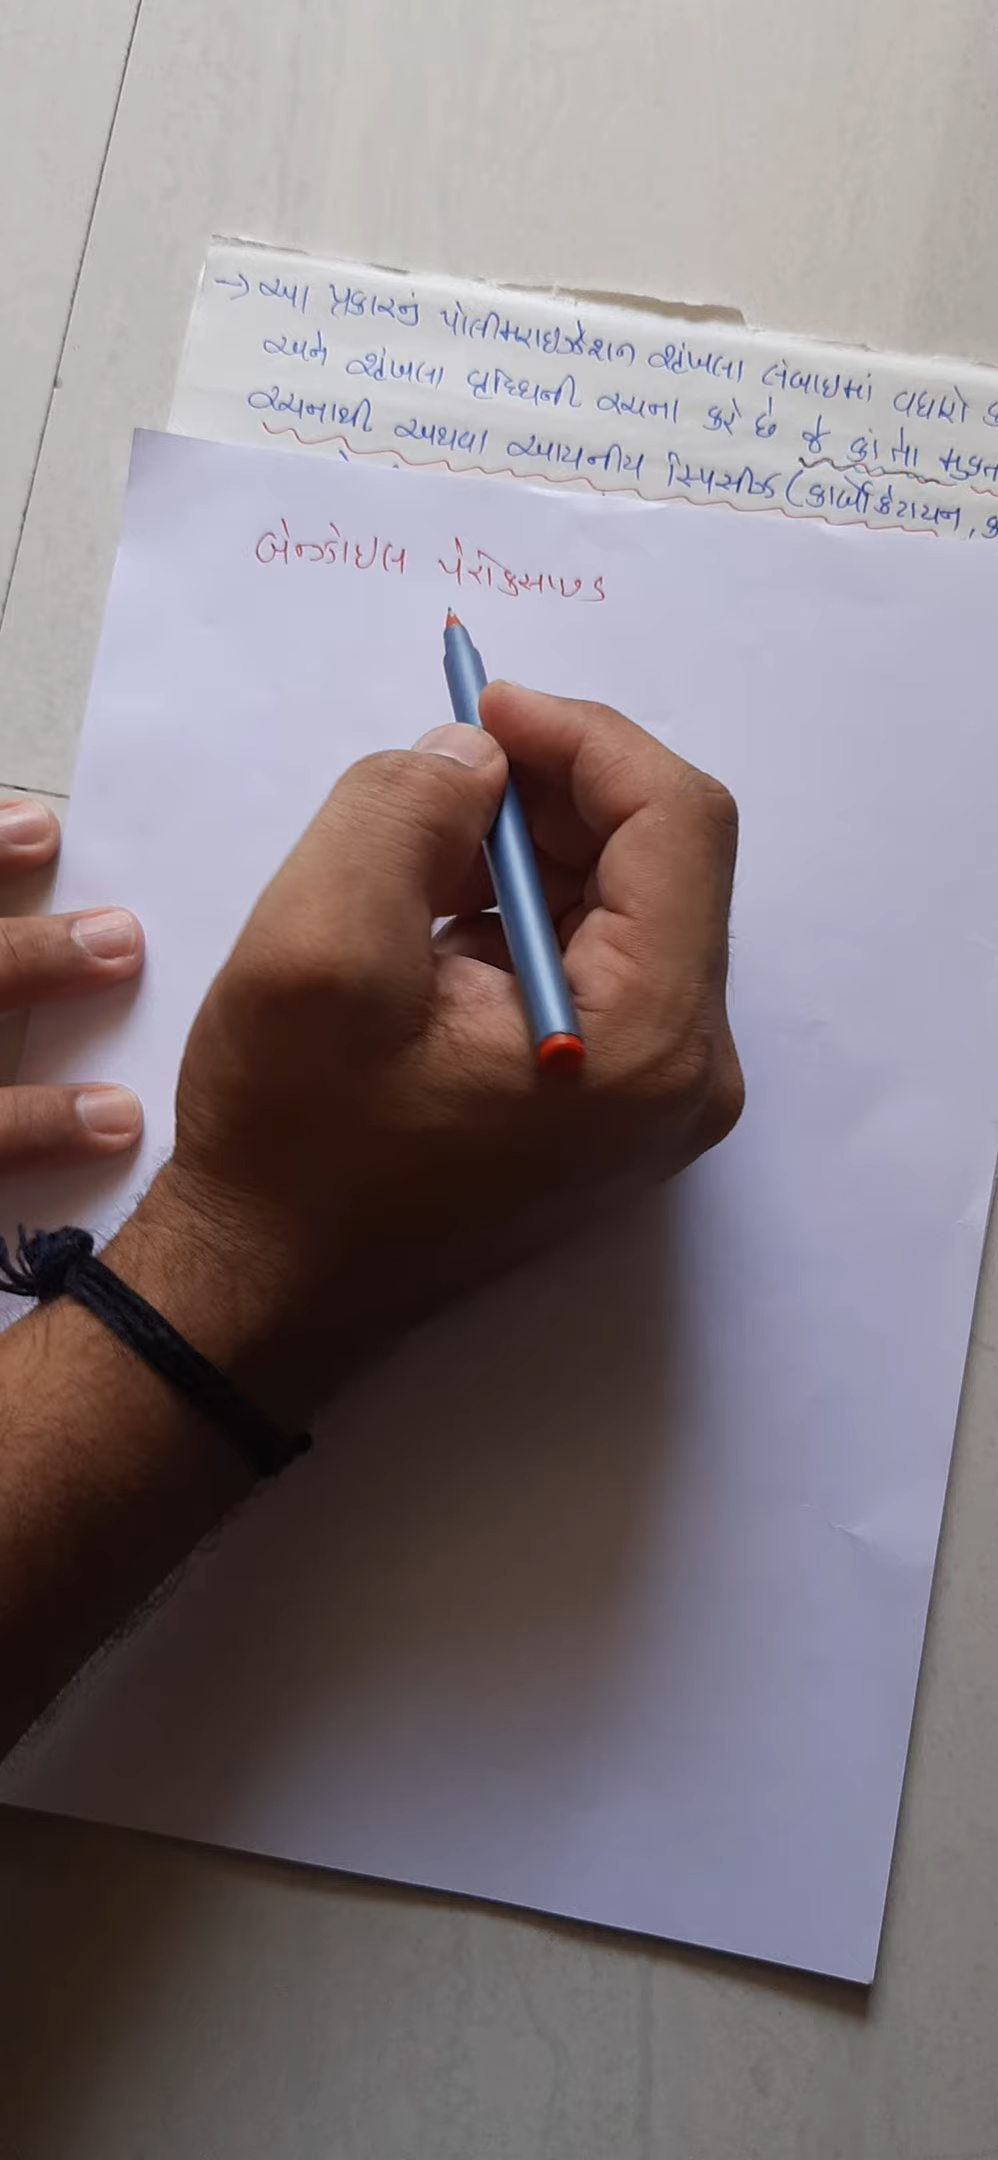 → આ પ્રકારનું પોલીમરાઇઝેશન શૃંખલા લંબાઇમાં વધારો
અને શૃંખલા વૃધ્ધિની રચના કરે છે જે કાં તો મુક્ત
રચનાથી અથવા આયનીય સ્પિસીઝ (કાર્બોકેટાયન,
બેન્ઝોઇલ પેરોક્સાઇડ